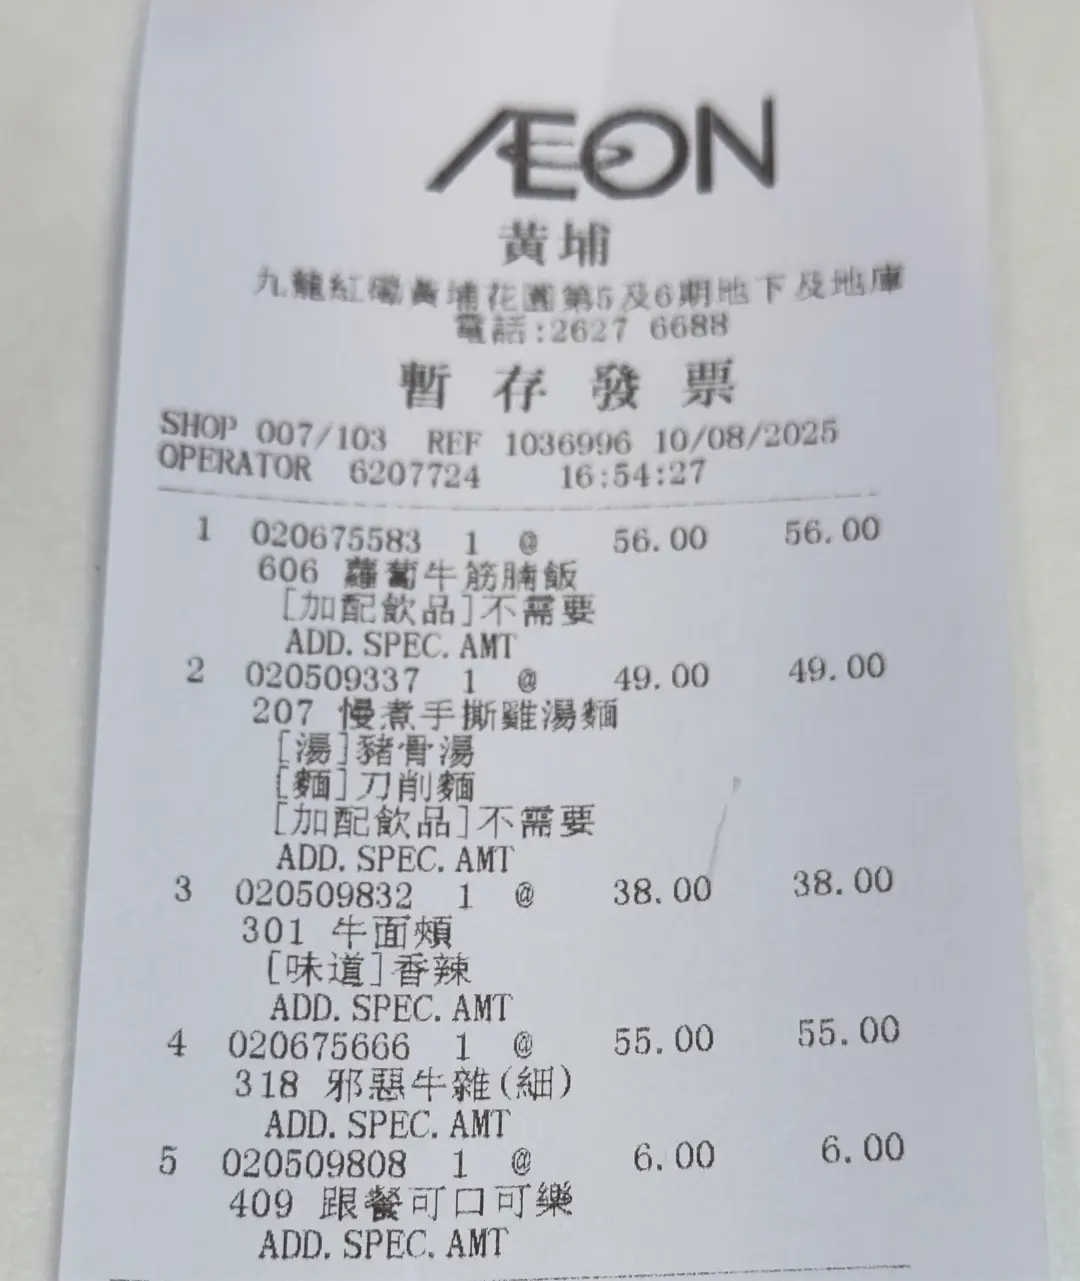 ÆON
黃埔
九龍紅磡黃埔花園第5及6期地下及地庫
電話:2627 6688
暫存發票
SHOP 007/103 REF 1036996 10/08/2025
OPERATOR 6207724 16:54:27
1 020675583 1 @ 56.00 56.00
606 蘿蔔牛筋腩飯
[加配飲品]不需要
ADD. SPEC. AMT
2 020509337 1 @ 49.00 49.00
207 慢煮手撕雞湯麵
[湯]豬骨湯
[麵]刀削麵
[加配飲品]不需要
ADD. SPEC. AMT
3 020509832 1 @ 38.00 38.00
301 牛面頰
[味道]香辣
ADD. SPEC. AMT
4 020675666 1 @ 55.00 55.00
318 邪惡牛雜(細)
ADD. SPEC. AMT
5 020509808 1 @ 6.00 6.00
409 跟餐可口可樂
ADD. SPEC. AMT